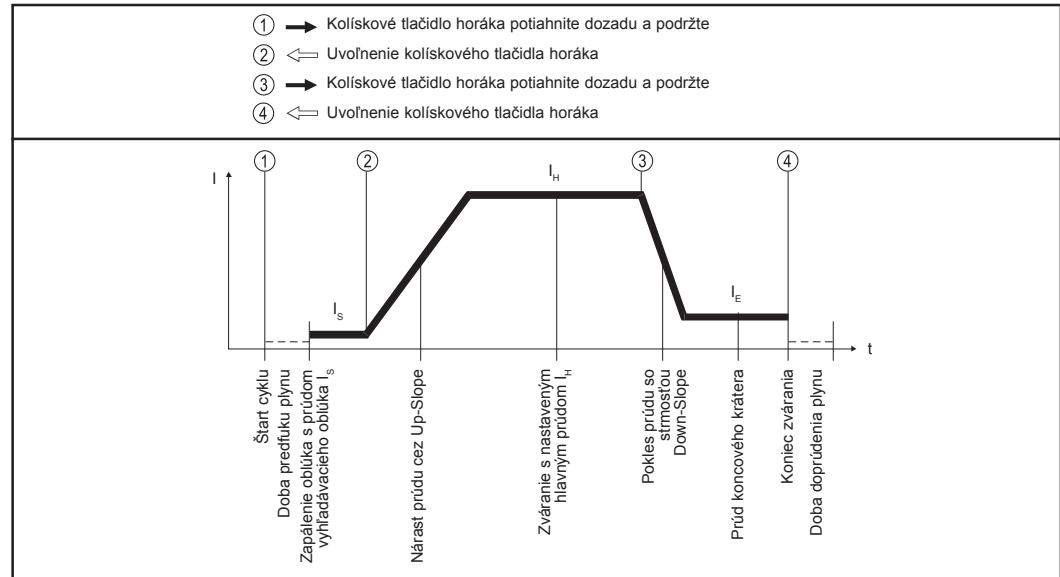 1 Kolískové tlačidlo horáka potiahnite dozadu a podržte
2 Uvoľnenie kolískového tlačidla horáka
3 Kolískové tlačidlo horáka potiahnite dozadu a podržte
4 Uvoľnenie kolískového tlačidla horáka
1 2 3 4
I
I_H
I_S
I_E
t
Štart cyklu
Doba predfuku plynu
Zapálenie oblúka s prúdom
vyhľadávacieho oblúka I_S
Nárast prúdu cez Up-Slope
Zváranie s nastaveným
hlavným prúdom I_H
Pokles prúdu so
strmosťou
Down-Slope
Prúd koncového krátera
Koniec zvárania
Doba doprúdenia plynu